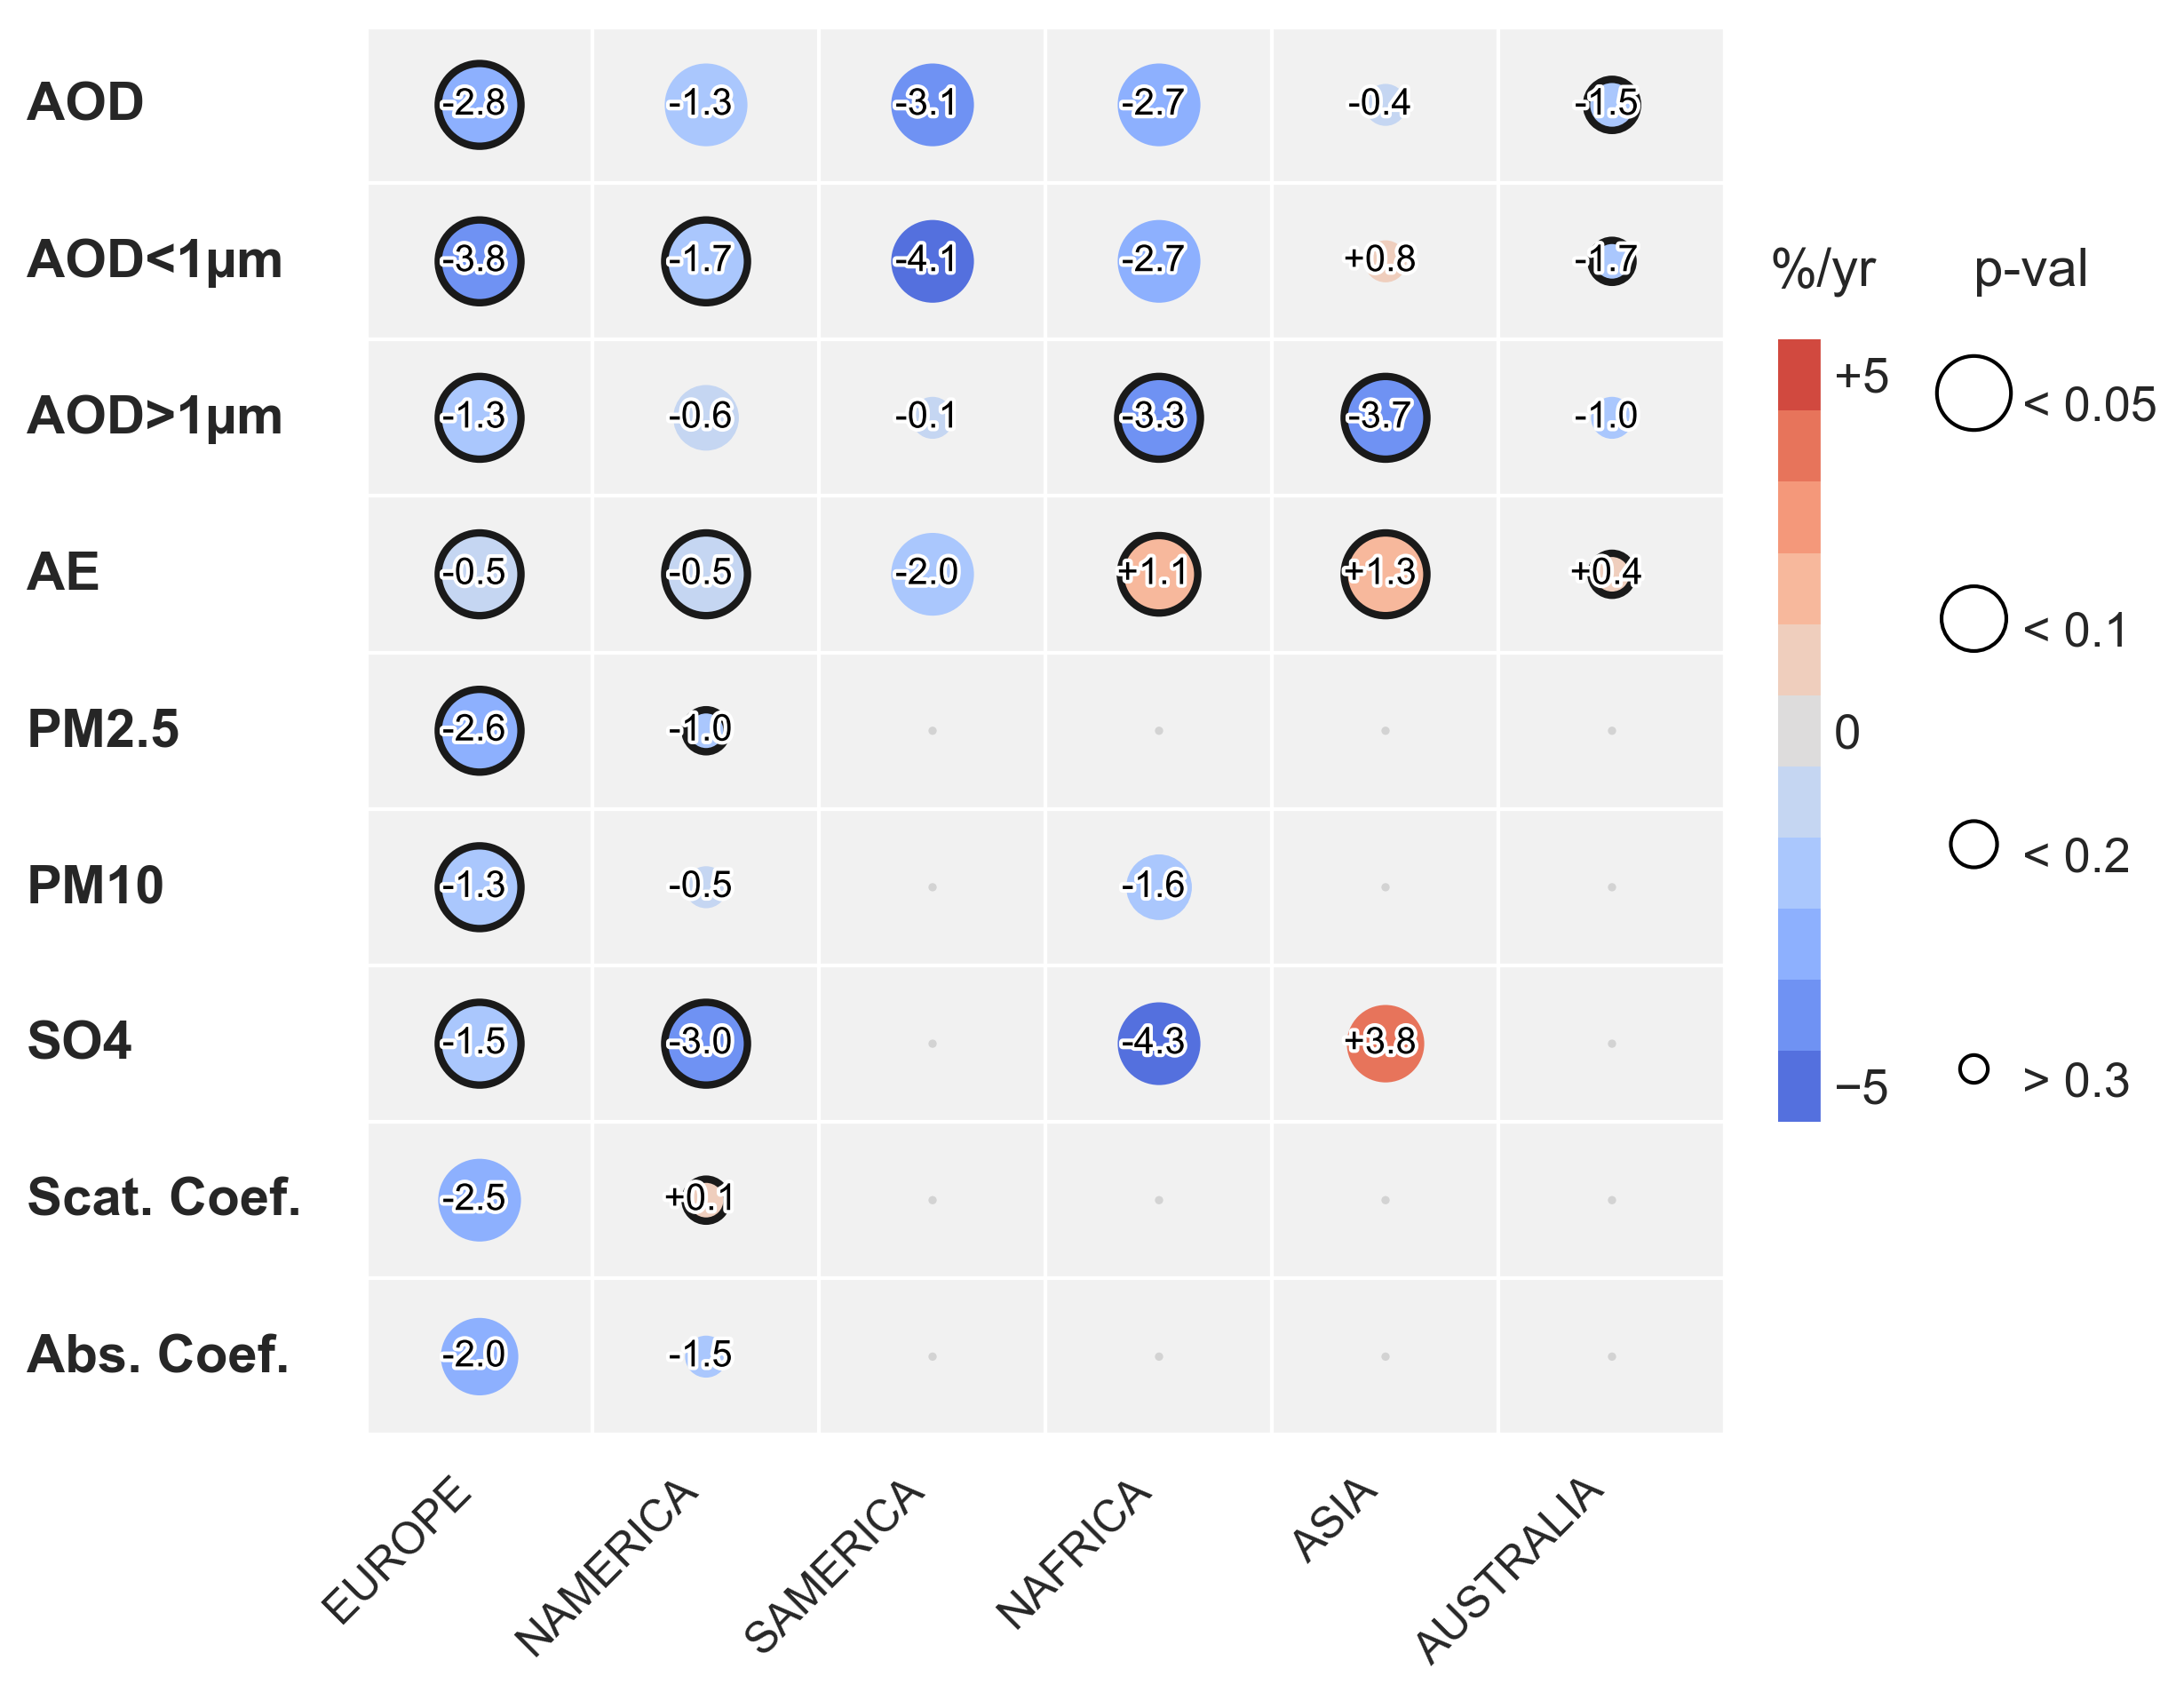 AOD -2.8 -1.3 -3.1 -2.7 -0.4 -1.5
AOD<1µm -3.8 -1.7 -4.1 -2.7 +0.8 -1.7
AOD>1µm -1.3 -0.6 -0.1 -3.3 -3.7 -1.0
AE -0.5 -0.5 -2.0 +1.1 +1.3 +0.4
PM2.5 -2.6 -1.0
PM10 -1.3 -0.5 -1.6
SO4 -1.5 -3.0 -4.3 +3.8
Scat. Coef. -2.5 +0.1
Abs. Coef. -2.0 -1.5
EUROPE NAMERICA SAMERICA NAFRICA ASIA AUSTRALIA
%/yr
+5
0
−5
p-val
< 0.05
< 0.1
< 0.2
> 0.3